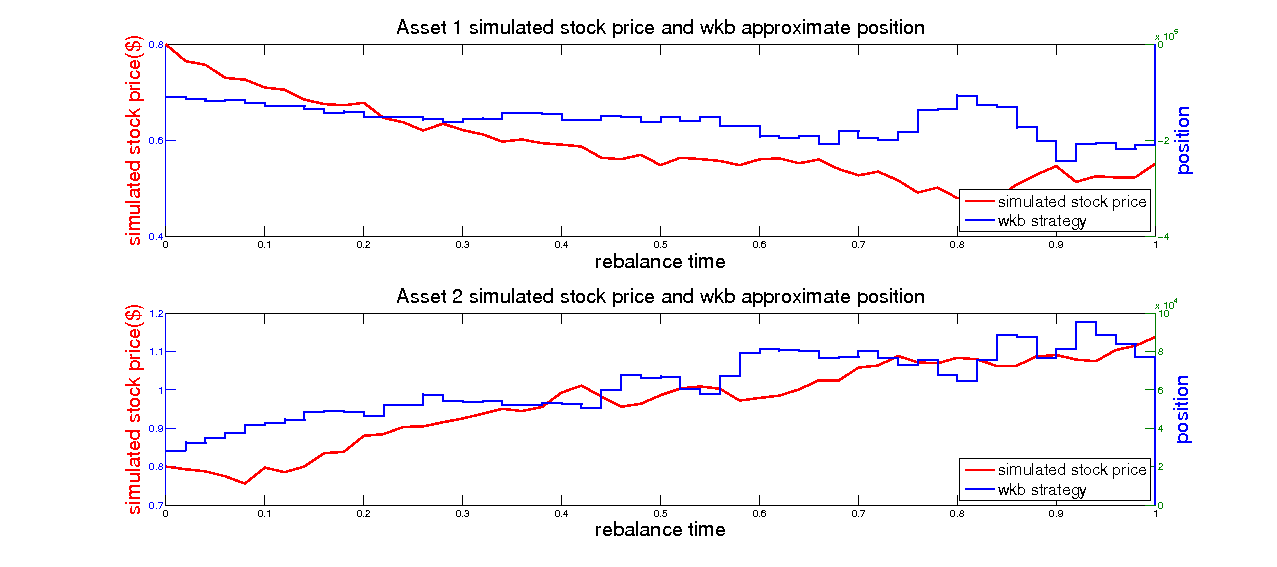 Asset 1 simulated stock price and wkb approximate position
x 10^5
simulated stock price($)
0.8
0.6
0.4
0
−2
−4
position
simulated stock price
wkb strategy
0 0.1 0.2 0.3 0.4 0.5 0.6 0.7 0.8 0.9 1
rebalance time
Asset 2 simulated stock price and wkb approximate position
x 10^4
simulated stock price($)
1.2
1.1
1
0.9
0.8
0.7
10
8
6
4
2
0
position
simulated stock price
wkb strategy
0 0.1 0.2 0.3 0.4 0.5 0.6 0.7 0.8 0.9 1
rebalance time